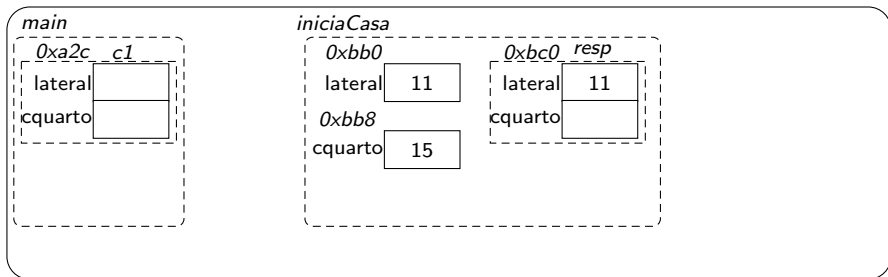 main
iniciaCasa
0xa2c c1
0xbb0
0xbc0 resp
lateral
lateral 11
lateral 11
cquarto
0xbb8
cquarto
cquarto 15